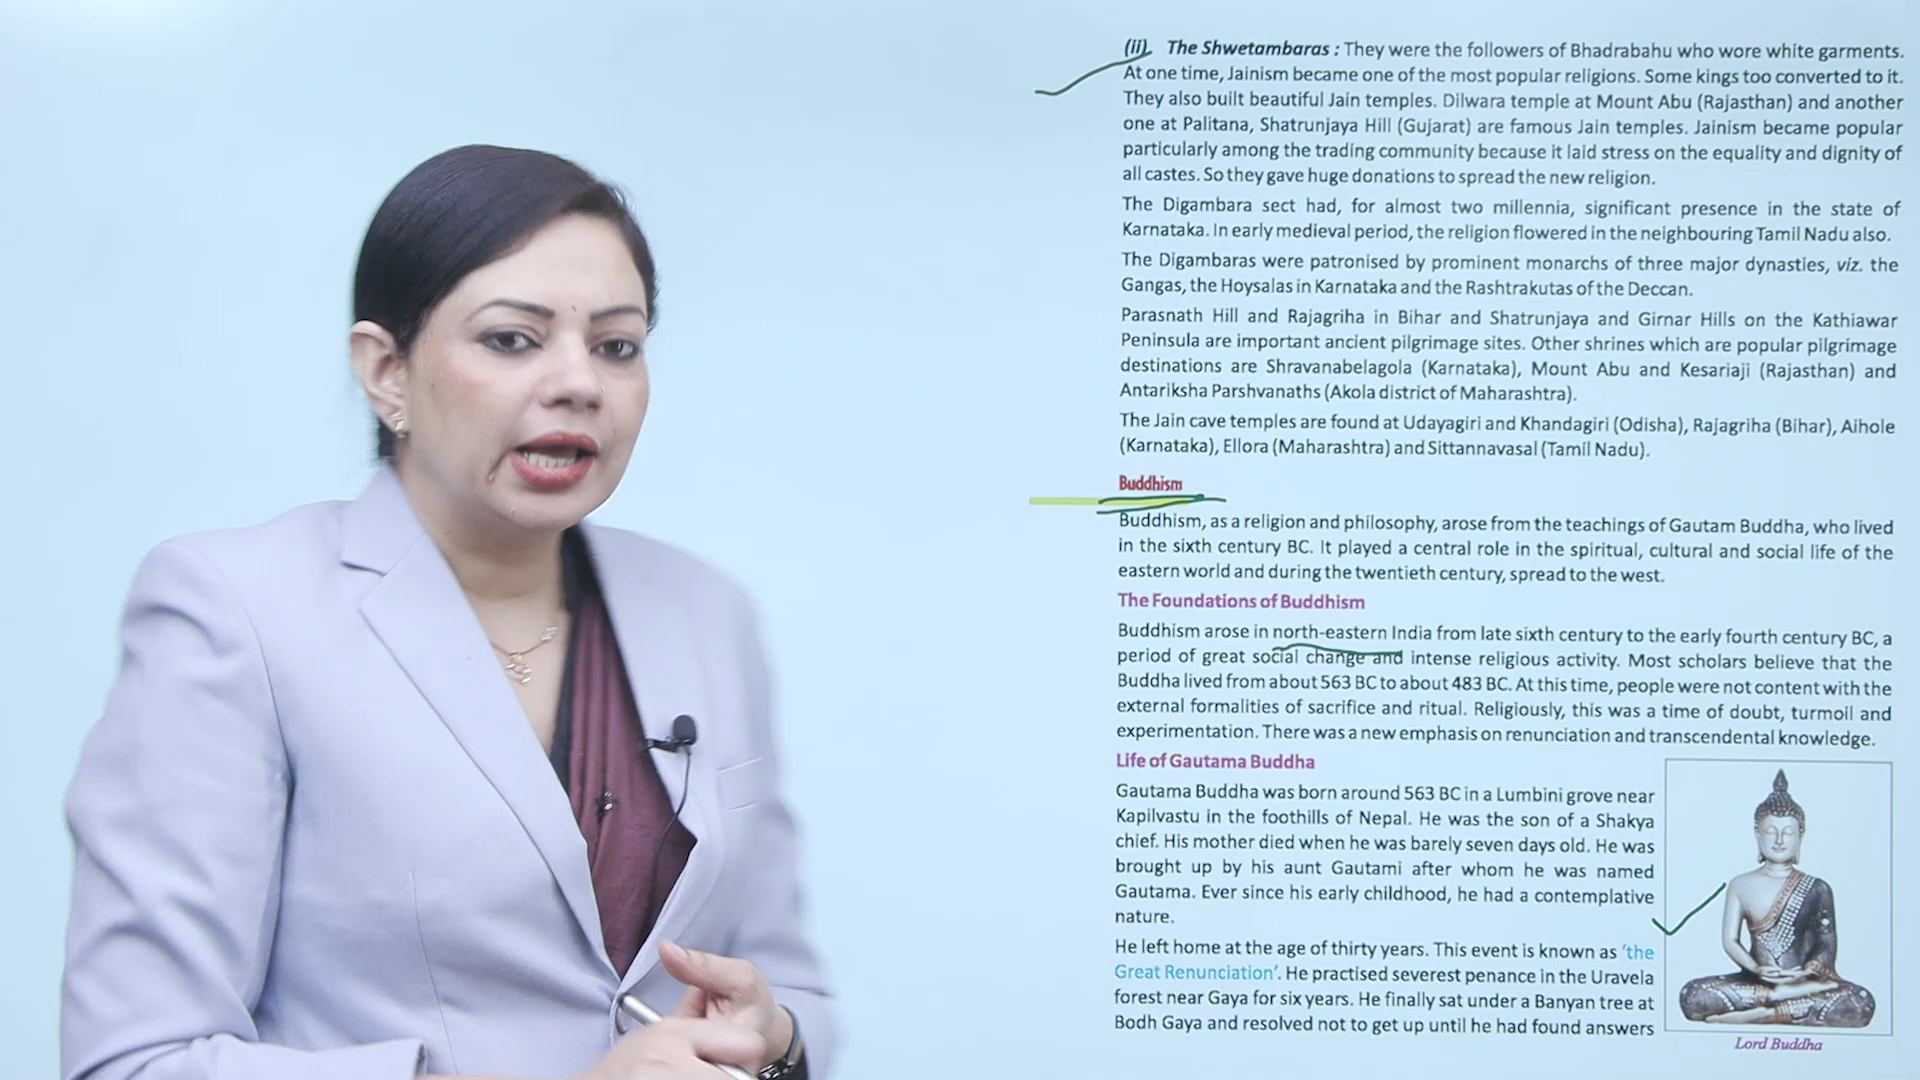 (ii) The Shwetambaras : They were the followers of Bhadrabahu who wore white garments.
At one time, Jainism became one of the most popular religions. Some kings too converted to it.
They also built beautiful Jain temples. Dilwara temple at Mount Abu (Rajasthan) and another
one at Palitana, Shatrunjaya Hill (Gujarat) are famous Jain temples. Jainism became popular
particularly among the trading community because it laid stress on the equality and dignity of
all castes. So they gave huge donations to spread the new religion.
The Digambara sect had, for almost two millennia, significant presence in the state of
Karnataka. In early medieval period, the religion flowered in the neighbouring Tamil Nadu also.
The Digambaras were patronised by prominent monarchs of three major dynasties, viz. the
Gangas, the Hoysalas in Karnataka and the Rashtrakutas of the Deccan.
Parasnath Hill and Rajagriha in Bihar and Shatrunjaya and Girnar Hills on the Kathiawar
Peninsula are important ancient pilgrimage sites. Other shrines which are popular pilgrimage
destinations are Shravanabelagola (Karnataka), Mount Abu and Kesariaji (Rajasthan) and
Antariksha Parshvanaths (Akola district of Maharashtra).
The Jain cave temples are found at Udayagiri and Khandagiri (Odisha), Rajagriha (Bihar), Aihole
(Karnataka), Ellora (Maharashtra) and Sittannavasal (Tamil Nadu).
Buddhism
Buddhism, as a religion and philosophy, arose from the teachings of Gautam Buddha, who lived
in the sixth century BC. It played a central role in the spiritual, cultural and social life of the
eastern world and during the twentieth century, spread to the west.
The Foundations of Buddhism
Buddhism arose in north-eastern India from late sixth century to the early fourth century BC, a
period of great social change and intense religious activity. Most scholars believe that the
Buddha lived from about 563 BC to about 483 BC. At this time, people were not content with the
external formalities of sacrifice and ritual. Religiously, this was a time of doubt, turmoil and
experimentation. There was a new emphasis on renunciation and transcendental knowledge.
Life of Gautama Buddha
Gautama Buddha was born around 563 BC in a Lumbini grove near
Kapilvastu in the foothills of Nepal. He was the son of a Shakya
chief. His mother died when he was barely seven days old. He was
brought up by his aunt Gautami after whom he was named
Gautama. Ever since his early childhood, he had a contemplative
nature.
He left home at the age of thirty years. This event is known as 'the
Great Renunciation'. He practised severest penance in the Uravela
forest near Gaya for six years. He finally sat under a Banyan tree at
Bodh Gaya and resolved not to get up until he had found answers
Lord Buddha